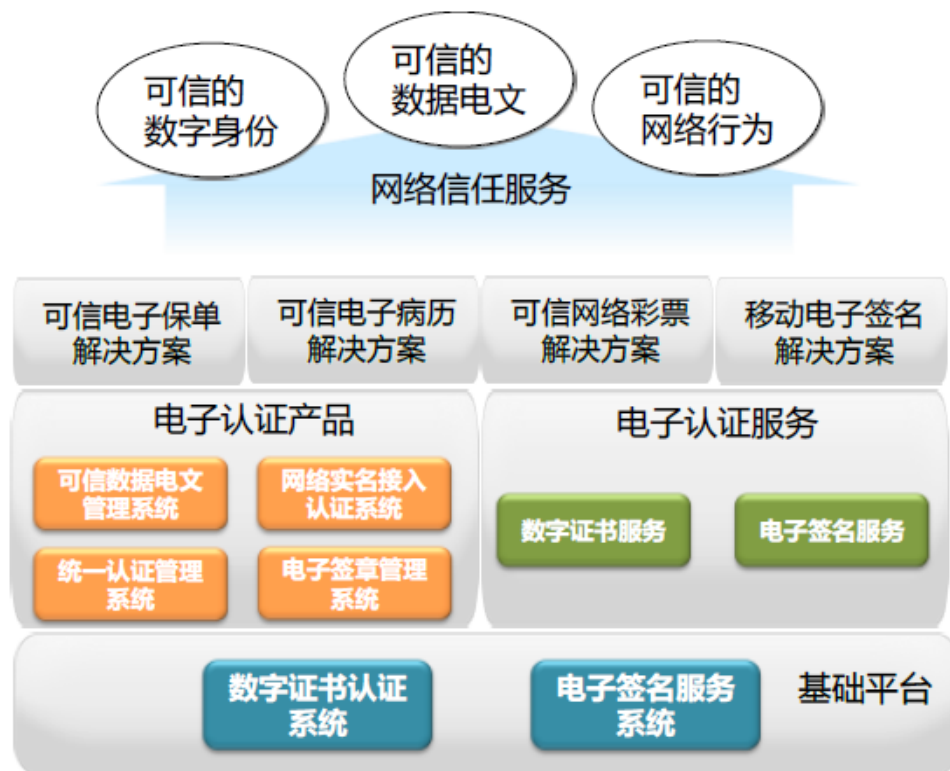 可信的
数字身份
可信的
数据电文
可信的
网络行为
网络信任服务
可信电子保单
解决方案
可信电子病历
解决方案
可信网络彩票
解决方案
移动电子签名
解决方案
电子认证产品
可信数据电文
管理系统
网络实名接入
认证系统
统一认证管理
系统
电子签章管理
系统
电子认证服务
数字证书服务
电子签名服务
数字证书认证
系统
电子签名服务
系统
基础平台